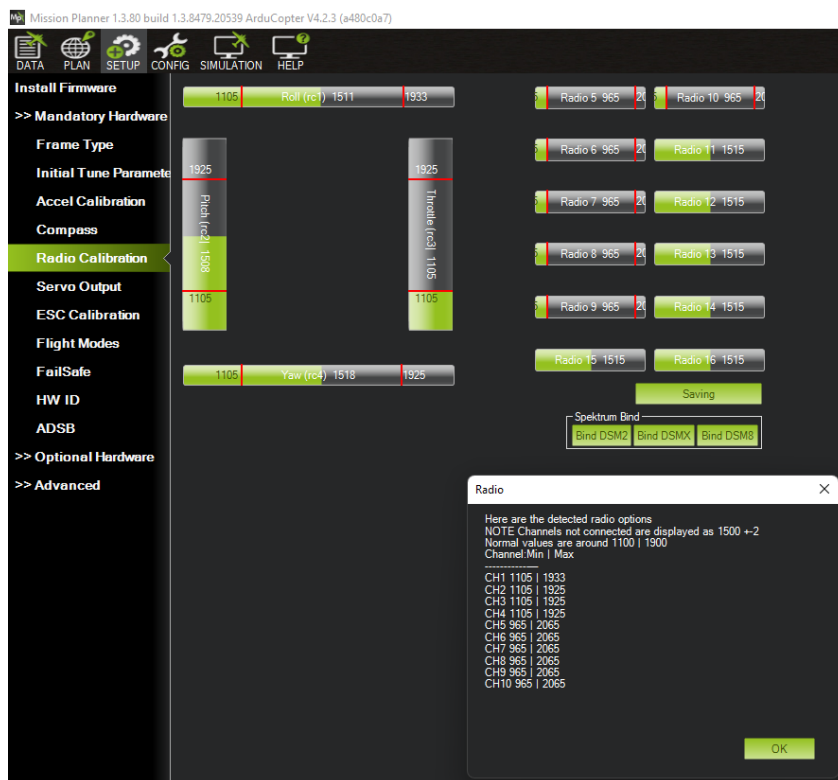 Mission Planner 1.3.80 build 1.3.8479.20539 ArduCopter V4.2.3 (a480c0a7)
DATA PLAN SETUP CONFIG SIMULATION HELP
Install Firmware
>> Mandatory Hardware
Frame Type
Initial Tune Paramete
Accel Calibration
Compass
Radio Calibration
Servo Output
ESC Calibration
Flight Modes
FailSafe
HW ID
ADSB
>> Optional Hardware
>> Advanced
1105 Roll (rc1) 1511 1933
1925
Pitch (rc2) 1508
1105
1925
Throttle (rc3) 1105
1105
1105 Yaw (rc4) 1518 1925
Radio 5 965 20
Radio 10 965 20
Radio 6 965 20
Radio 11 1515
Radio 7 965 20
Radio 12 1515
Radio 8 965 20
Radio 13 1515
Radio 9 965 20
Radio 14 1515
Radio 15 1515
Radio 16 1515
Saving
Spektrum Bind
Bind DSM2 Bind DSMX Bind DSM8
Radio
Here are the detected radio options
NOTE Channels not connected are displayed as 1500 +-2
Normal values are around 1100 | 1900
Channel:Min | Max
-------------
CH1 1105 | 1933
CH2 1105 | 1925
CH3 1105 | 1925
CH4 1105 | 1925
CH5 965 | 2065
CH6 965 | 2065
CH7 965 | 2065
CH8 965 | 2065
CH9 965 | 2065
CH10 965 | 2065
OK